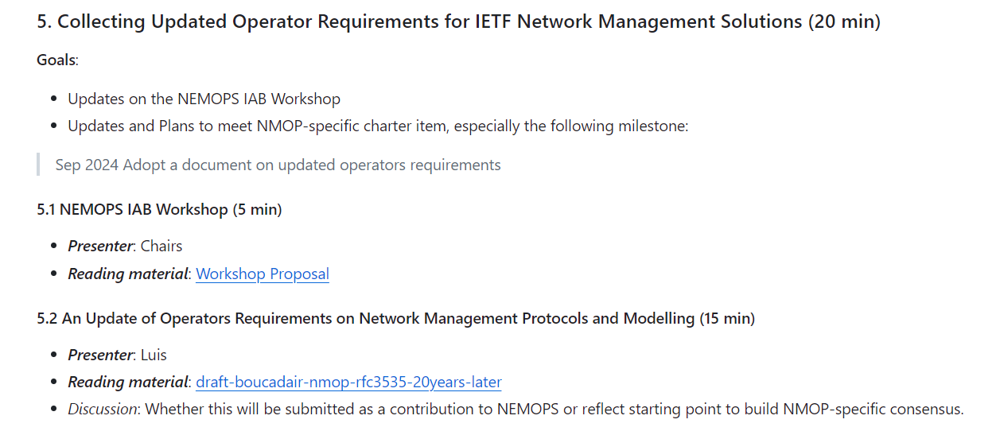 5. Collecting Updated Operator Requirements for IETF Network Management Solutions (20 min)
Goals:
• Updates on the NEMOPS IAB Workshop
• Updates and Plans to meet NMOP-specific charter item, especially the following milestone:
Sep 2024 Adopt a document on updated operators requirements
5.1 NEMOPS IAB Workshop (5 min)
• Presenter: Chairs
• Reading material: Workshop Proposal
5.2 An Update of Operators Requirements on Network Management Protocols and Modelling (15 min)
• Presenter: Luis
• Reading material: draft-boucadair-nmop-rfc3535-20years-later
• Discussion: Whether this will be submitted as a contribution to NEMOPS or reflect starting point to build NMOP-specific consensus.